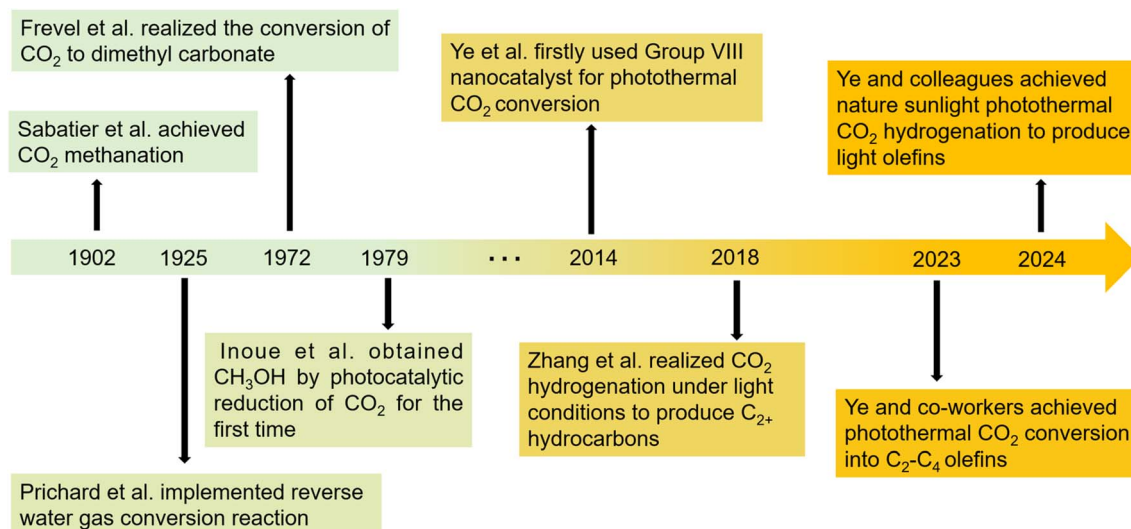 Frevel et al. realized the conversion of
CO₂ to dimethyl carbonate
Ye et al. firstly used Group VIII
nanocatalyst for photothermal
CO₂ conversion
Ye and colleagues achieved
nature sunlight photothermal
CO₂ hydrogenation to produce
light olefins
Sabatier et al. achieved
CO₂ methanation
1902 1925 1972 1979 ... 2014 2018 2023 2024
Inoue et al. obtained
CH₃OH by photocatalytic
reduction of CO₂ for the
first time
Zhang et al. realized CO₂
hydrogenation under light
conditions to produce C₂₊
hydrocarbons
Ye and co-workers achieved
photothermal CO₂ conversion
into C₂-C₄ olefins
Prichard et al. implemented reverse
water gas conversion reaction